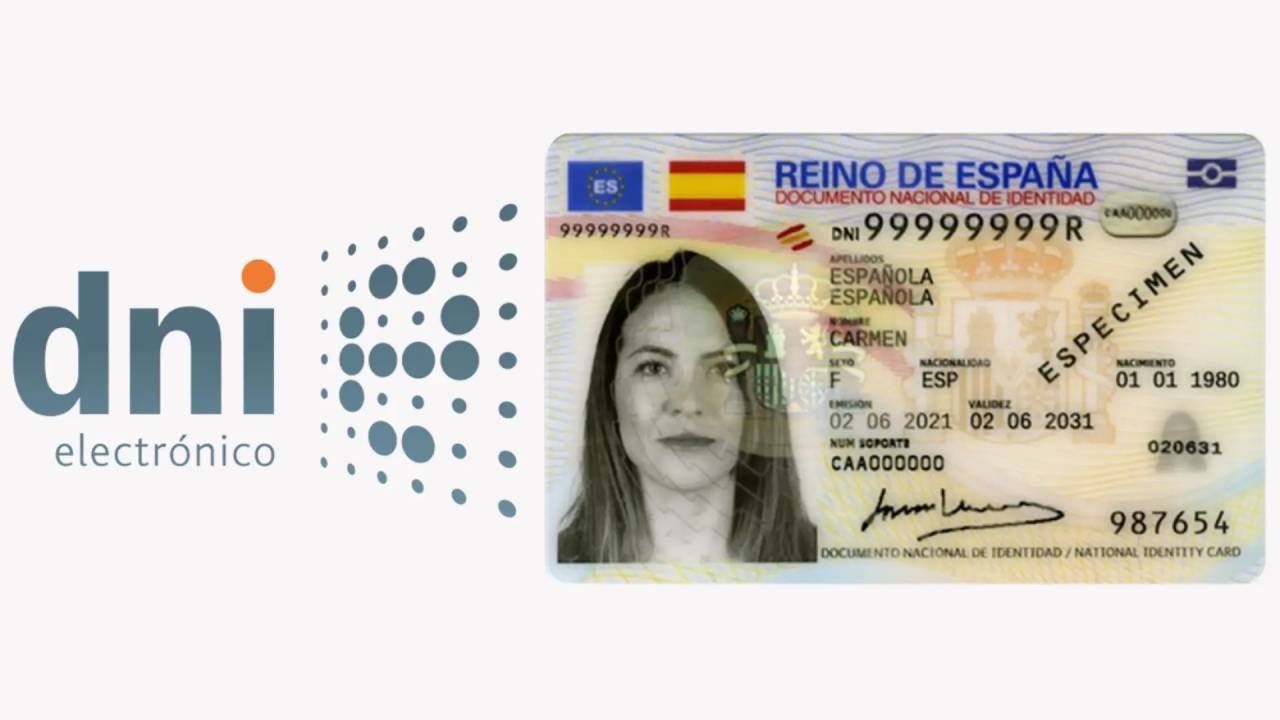 dni
electrónico
ES
REINO DE ESPAÑA
DOCUMENTO NACIONAL DE IDENTIDAD
CAA000000
99999999R
DNI 99999999R
APELLIDOS
ESPAÑOLA
ESPAÑOLA
NOMBRE
CARMEN
ESPECIMEN
SEXO NACIONALIDAD NACIMIENTO
F ESP 01 01 1980
EMISIÓN VALIDEZ
02 06 2021 02 06 2031
NUM SOPORTE
CAA000000
020631
987654
DOCUMENTO NACIONAL DE IDENTIDAD / NATIONAL IDENTITY CARD